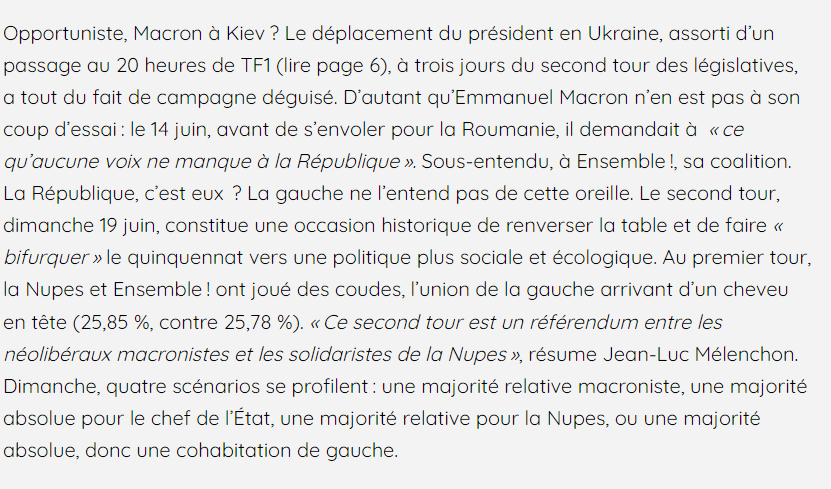 Opportuniste, Macron à Kiev ? Le déplacement du président en Ukraine, assorti d’un
passage au 20 heures de TF1 (lire page 6), à trois jours du second tour des législatives,
a tout du fait de campagne déguisé. D’autant qu’Emmanuel Macron n’en est pas à son
coup d’essai : le 14 juin, avant de s’envoler pour la Roumanie, il demandait à « ce
qu’aucune voix ne manque à la République ». Sous-entendu, à Ensemble !, sa coalition.
La République, c’est eux ? La gauche ne l’entend pas de cette oreille. Le second tour,
dimanche 19 juin, constitue une occasion historique de renverser la table et de faire «
bifurquer » le quinquennat vers une politique plus sociale et écologique. Au premier tour,
la Nupes et Ensemble ! ont joué des coudes, l’union de la gauche arrivant d’un cheveu
en tête (25,85 %, contre 25,78 %). « Ce second tour est un référendum entre les
néolibéraux macronistes et les solidaristes de la Nupes », résume Jean-Luc Mélenchon.
Dimanche, quatre scénarios se profilent : une majorité relative macroniste, une majorité
absolue pour le chef de l’État, une majorité relative pour la Nupes, ou une majorité
absolue, donc une cohabitation de gauche.